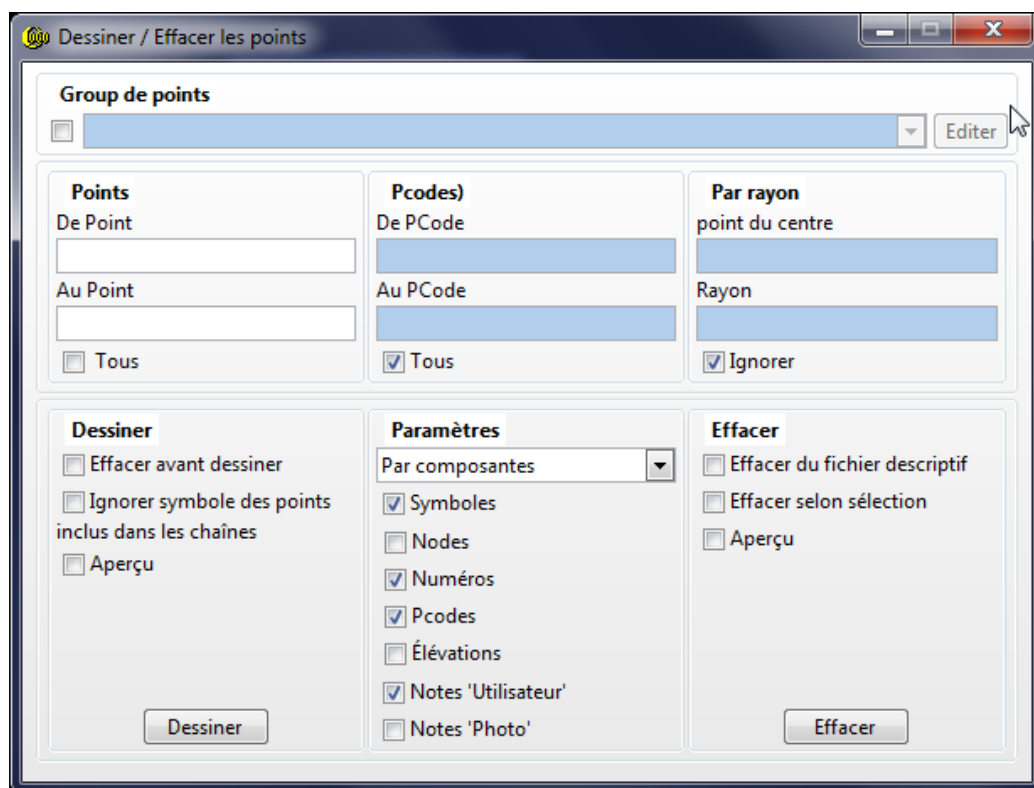 Dessiner / Effacer les points
Group de points
Editer
Points
De Point
Au Point
Tous
Pcodes)
De PCode
Au PCode
Tous
Par rayon
point du centre
Rayon
Ignorer
Dessiner
Effacer avant dessiner
Ignorer symbole des points
inclus dans les chaînes
Aperçu
Dessiner
Paramètres
Par composantes
Symboles
Nodes
Numéros
Pcodes
Élévations
Notes 'Utilisateur'
Notes 'Photo'
Effacer
Effacer du fichier descriptif
Effacer selon sélection
Aperçu
Effacer